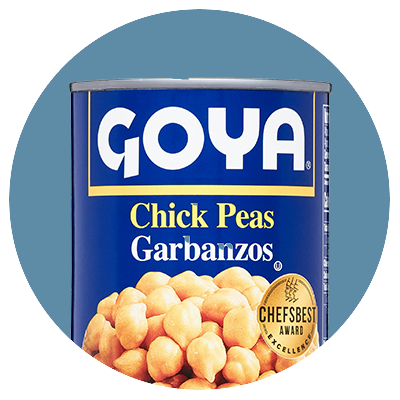 GOYA®
Chick Peas
Garbanzos®
CHEFSBEST
AWARD
EXCELLENCE